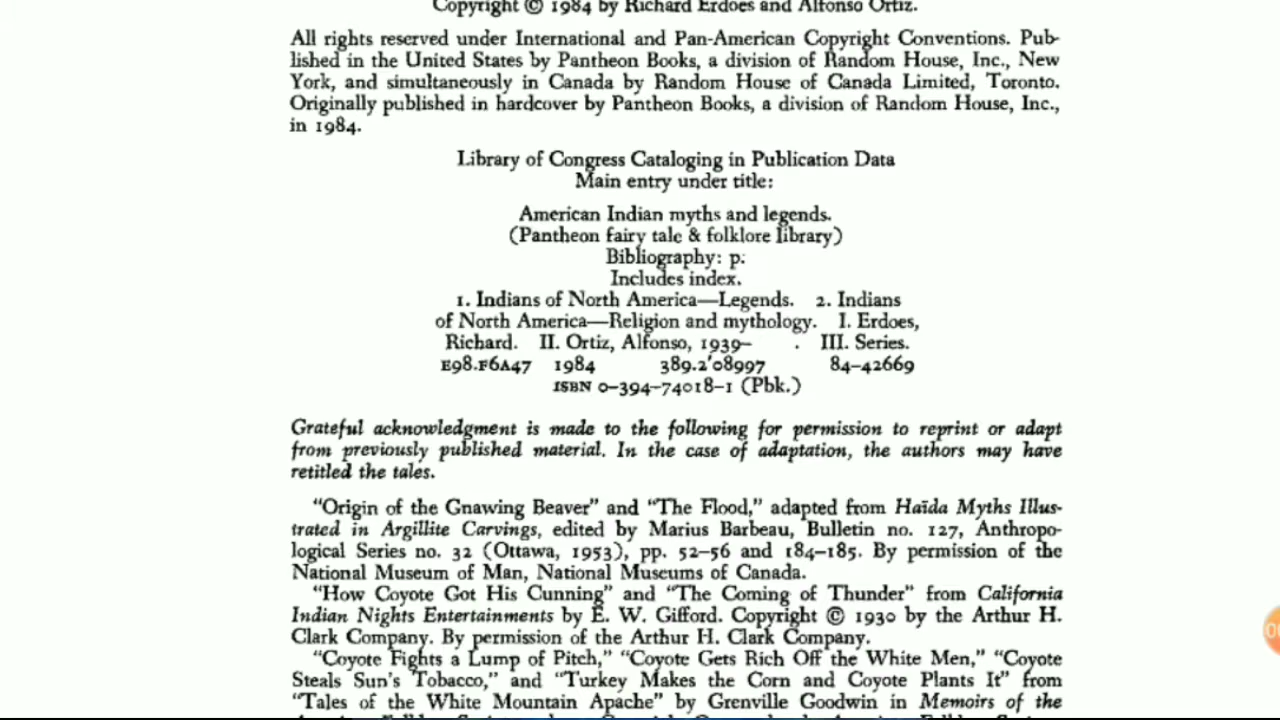 Copyright © 1984 by Richard Erdoes and Alfonso Ortiz.
All rights reserved under International and Pan-American Copyright Conventions. Pub-
lished in the United States by Pantheon Books, a division of Random House, Inc., New
York, and simultaneously in Canada by Random House of Canada Limited, Toronto.
Originally published in hardcover by Pantheon Books, a division of Random House, Inc.,
in 1984.
Library of Congress Cataloging in Publication Data
Main entry under title:
American Indian myths and legends.
(Pantheon fairy tale & folklore library)
Bibliography: p.
Includes index.
1. Indians of North America—Legends. 2. Indians
of North America—Religion and mythology. I. Erdoes,
Richard. II. Ortiz, Alfonso, 1939– . III. Series.
E98.F6A47 1984 389.2'08997 84–42669
ISBN 0–394–74018–1 (Pbk.)
Grateful acknowledgment is made to the following for permission to reprint or adapt
from previously published material. In the case of adaptation, the authors may have
retitled the tales.
“Origin of the Gnawing Beaver” and “The Flood,” adapted from Haïda Myths Illus-
trated in Argillite Carvings, edited by Marius Barbeau, Bulletin no. 127, Anthropo-
logical Series no. 32 (Ottawa, 1953), pp. 52–56 and 184–185. By permission of the
National Museum of Man, National Museums of Canada.
“How Coyote Got His Cunning” and “The Coming of Thunder” from California
Indian Nights Entertainments by E. W. Gifford. Copyright © 1930 by the Arthur H.
Clark Company. By permission of the Arthur H. Clark Company.
“Coyote Fights a Lump of Pitch,” “Coyote Gets Rich Off the White Men,” “Coyote
Steals Sun's Tobacco,” and “Turkey Makes the Corn and Coyote Plants It” from
“Tales of the White Mountain Apache” by Grenville Goodwin in Memoirs of the